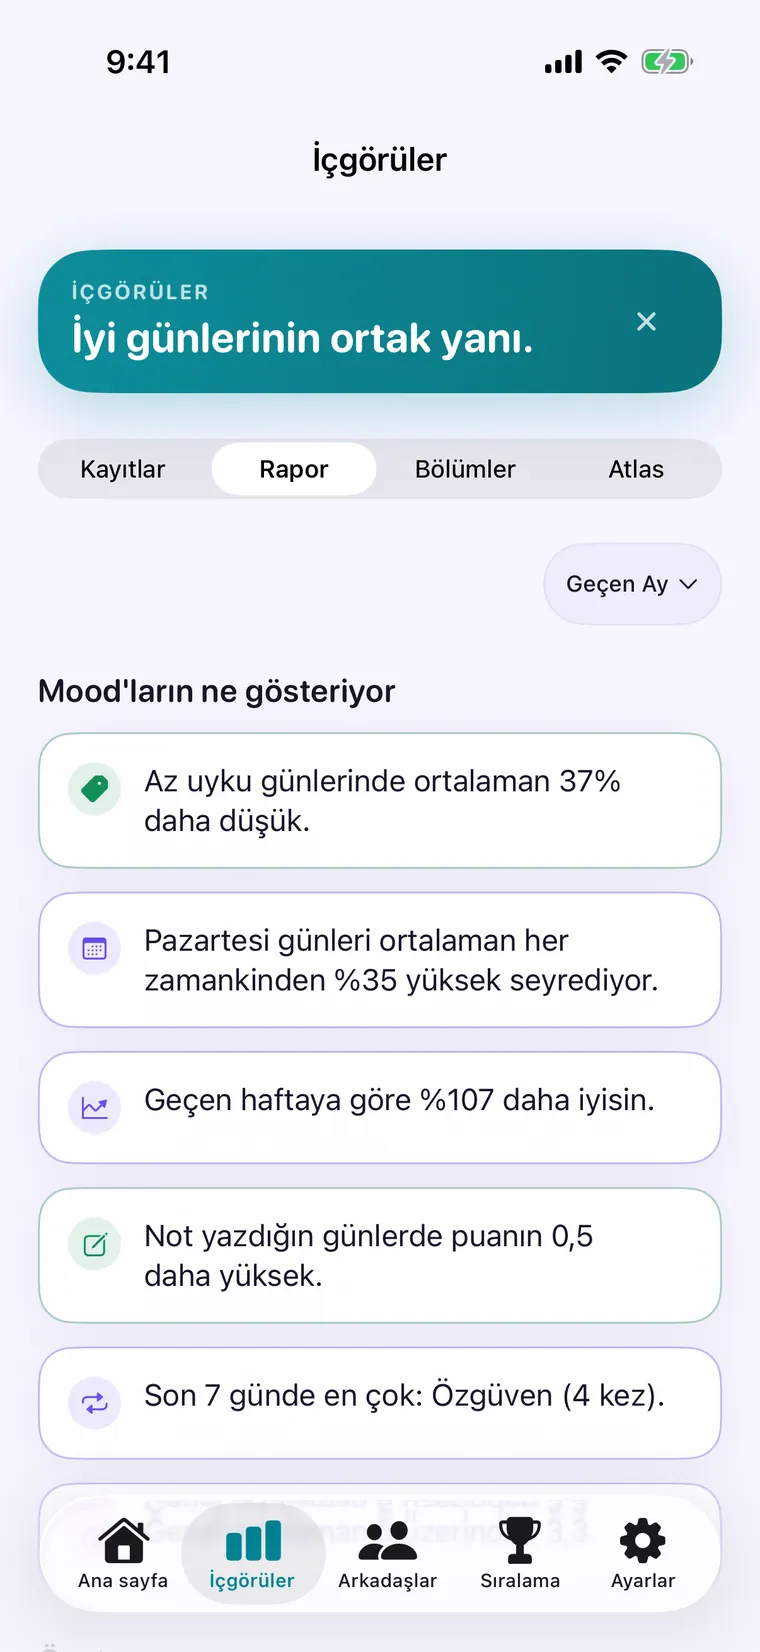 9:41
İçgörüler
İÇGÖRÜLER
İyi günlerinin ortak yanı.
Kayıtlar
Rapor
Bölümler
Atlas
Geçen Ay
Mood'ların ne gösteriyor
Az uyku günlerinde ortalaman 37%
daha düşük.
Pazartesi günleri ortalaman her
zamankinden %35 yüksek seyrediyor.
Geçen haftaya göre %107 daha iyisin.
Not yazdığın günlerde puanın 0,5
daha yüksek.
Son 7 günde en çok: Özgüven (4 kez).
Ana sayfa
İçgörüler
Arkadaşlar
Sıralama
Ayarlar